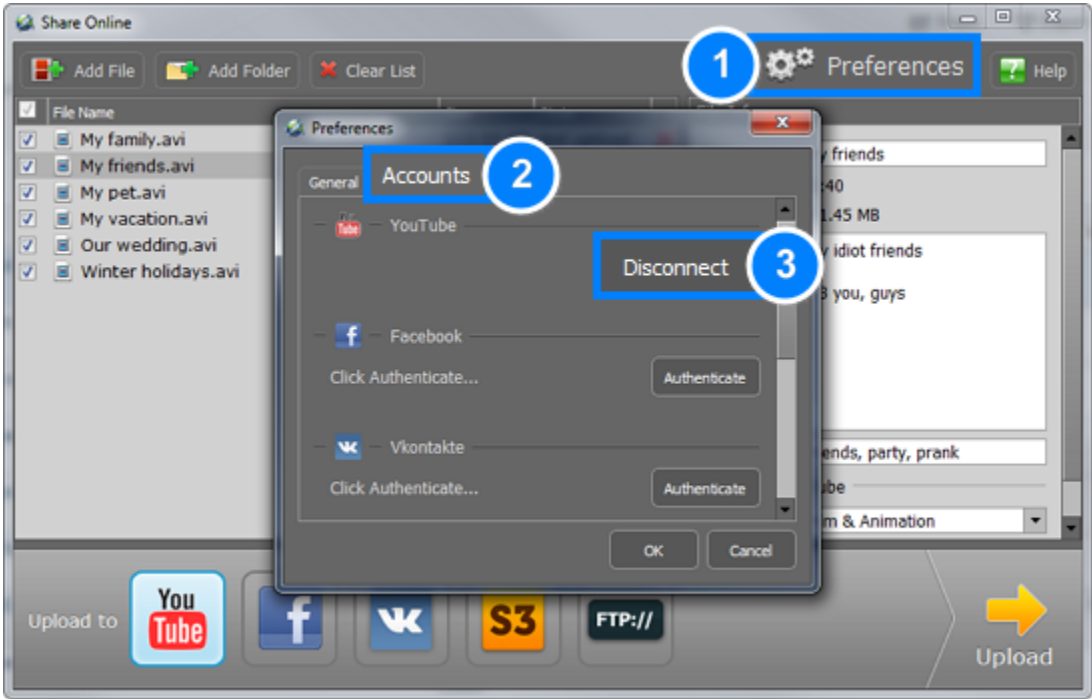 Share Online
Add File Add Folder Clear List 1 Preferences ? Help
File Name
My family.avi
My friends.avi
My pet.avi
My vacation.avi
Our wedding.avi
Winter holidays.avi
Preferences
General Accounts 2
YouTube
Disconnect 3
Facebook
Click Authenticate... Authenticate
Vkontakte
Click Authenticate... Authenticate
OK Cancel
friends
:40
1.45 MB
idiot friends
you, guys
party, prank
& Animation
Upload to You Tube f S3 FTP:// Upload